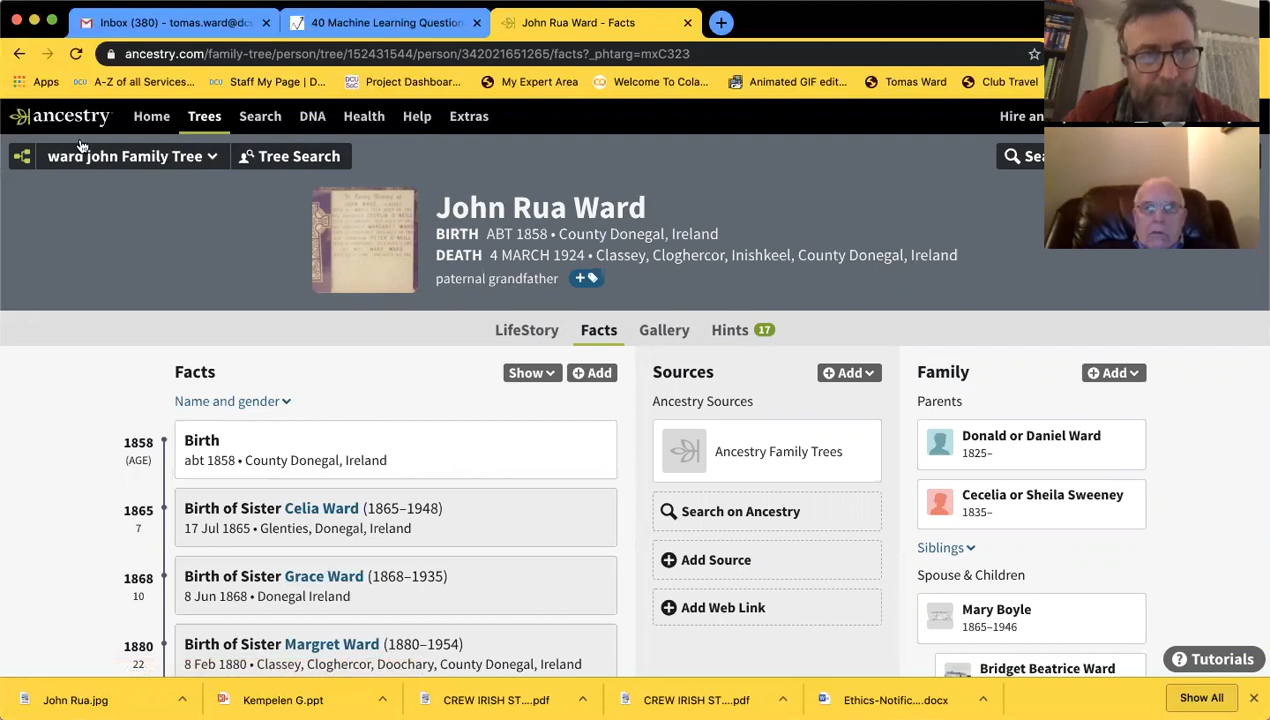 Inbox (380) - tomas.ward@dc
40 Machine Learning Question
John Rua Ward - Facts
ancestry.com/family-tree/person/tree/152431544/person/342021651265/facts?_phtarg=mxC323
Apps
DCU
A-Z of all Services...
DCU
Staff My Page | D...
DCU
SoC
Project Dashboar...
My Expert Area
Welcome To Cola...
Animated GIF edit...
Tomas Ward
Club Travel
ancestry
Home
Trees
Search
DNA
Health
Help
Extras
Hire an
ward john Family Tree
Tree Search
Sea
John Rua Ward
BIRTH ABT 1858 • County Donegal, Ireland
DEATH 4 MARCH 1924 • Classey, Cloghercor, Inishkeel, County Donegal, Ireland
paternal grandfather
LifeStory
Facts
Gallery
Hints 17
Facts
Show
Add
Name and gender
1858
(AGE)
Birth
abt 1858 • County Donegal, Ireland
1865
7
Birth of Sister Celia Ward (1865–1948)
17 Jul 1865 • Glenties, Donegal, Ireland
1868
10
Birth of Sister Grace Ward (1868–1935)
8 Jun 1868 • Donegal Ireland
1880
22
Birth of Sister Margret Ward (1880–1954)
8 Feb 1880 • Classey, Cloghercor, Doochary, County Donegal, Ireland
Sources
Add
Ancestry Sources
Ancestry Family Trees
Search on Ancestry
Add Source
Add Web Link
Family
Add
Parents
Donald or Daniel Ward
1825–
Cecelia or Sheila Sweeney
1835–
Siblings
Spouse & Children
Mary Boyle
1865–1946
Bridget Beatrice Ward
Tutorials
John Rua.jpg
Kempelen G.ppt
CREW IRISH ST....pdf
CREW IRISH ST....pdf
Ethics-Notific....docx
Show All